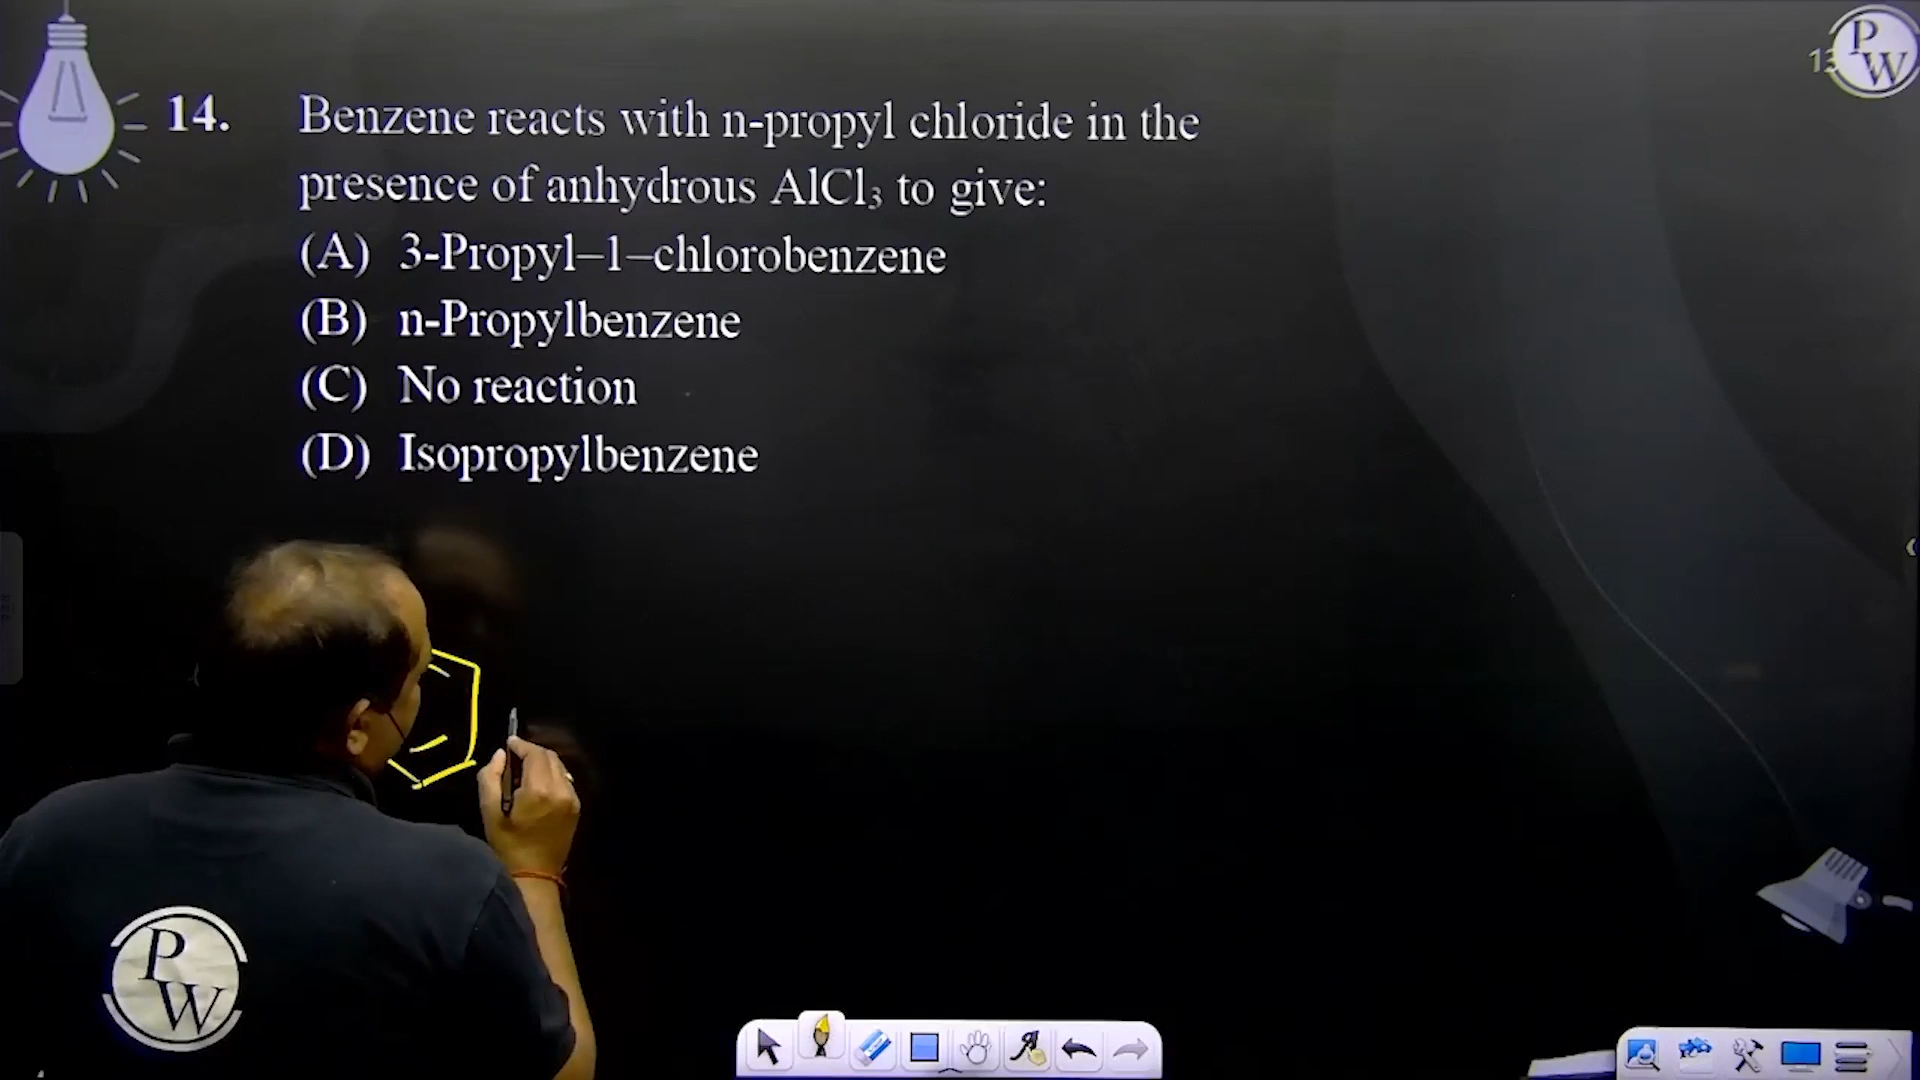 14. Benzene reacts with n-propyl chloride in the
presence of anhydrous AlCl₃ to give:
(A) 3-Propyl–1–chlorobenzene
(B) n-Propylbenzene
(C) No reaction
(D) Isopropylbenzene
PW
PW